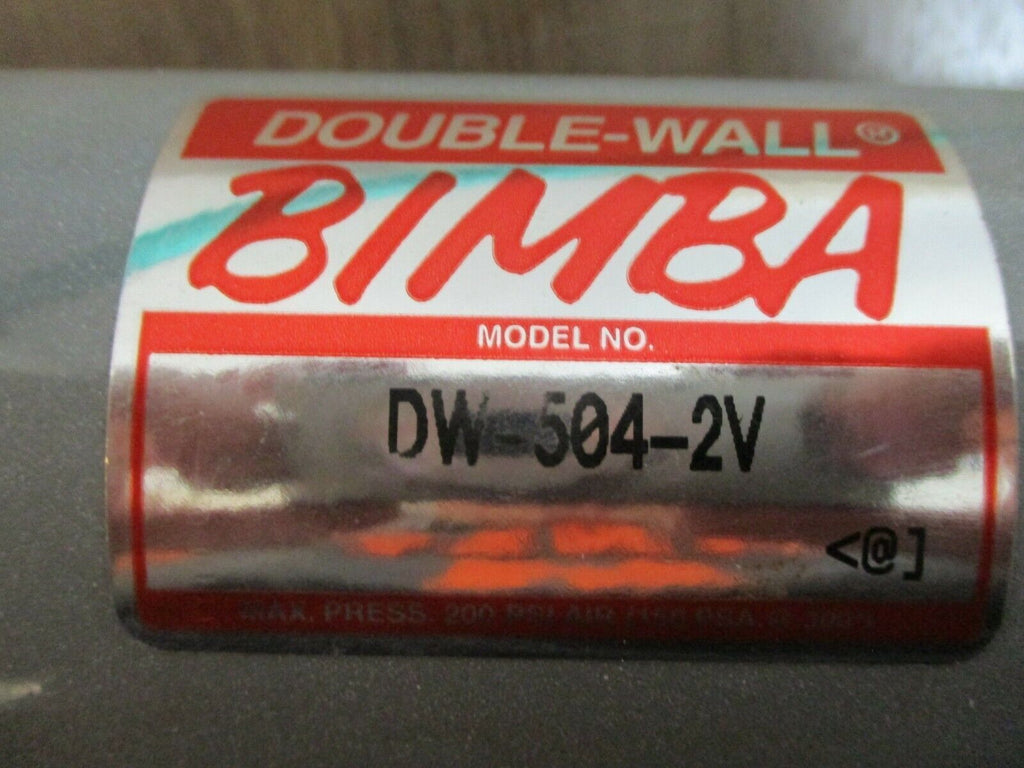 DOUBLE-WALL®
BIMBA
MODEL NO.
DW-504-2V
<@]
MAX. PRESS. 200 PSI AIR